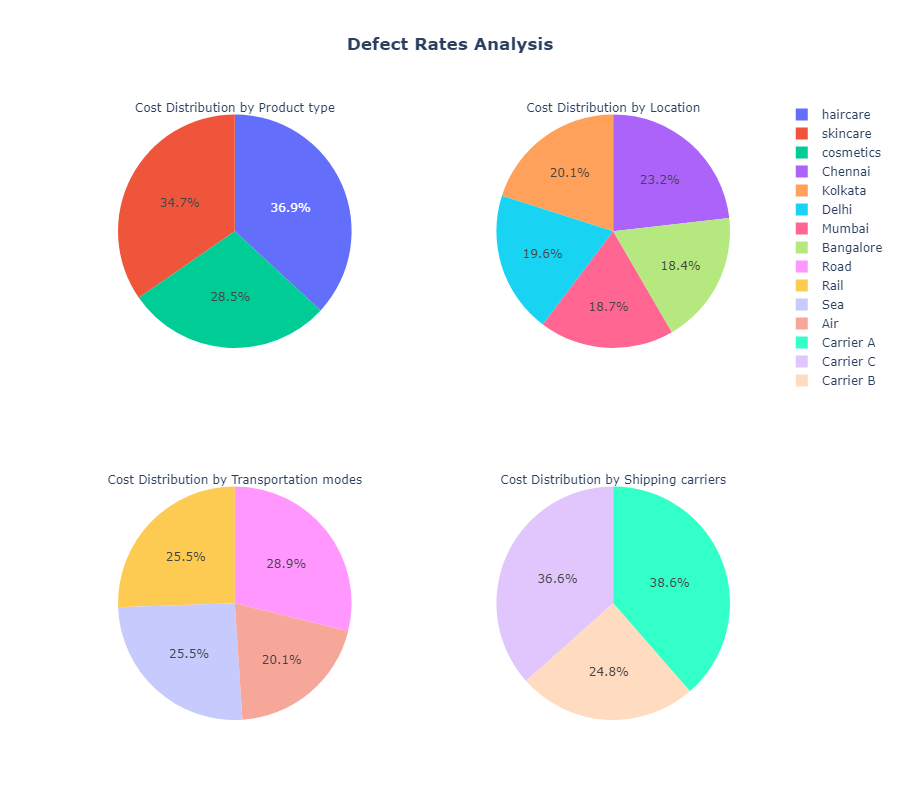 Defect Rates Analysis
Cost Distribution by Product type
36.9%
34.7%
28.5%
Cost Distribution by Location
23.2%
20.1%
19.6%
18.4%
18.7%
haircare
skincare
cosmetics
Chennai
Kolkata
Delhi
Mumbai
Bangalore
Road
Rail
Sea
Air
Carrier A
Carrier C
Carrier B
Cost Distribution by Transportation modes
25.5%
28.9%
25.5%
20.1%
Cost Distribution by Shipping carriers
36.6%
38.6%
24.8%